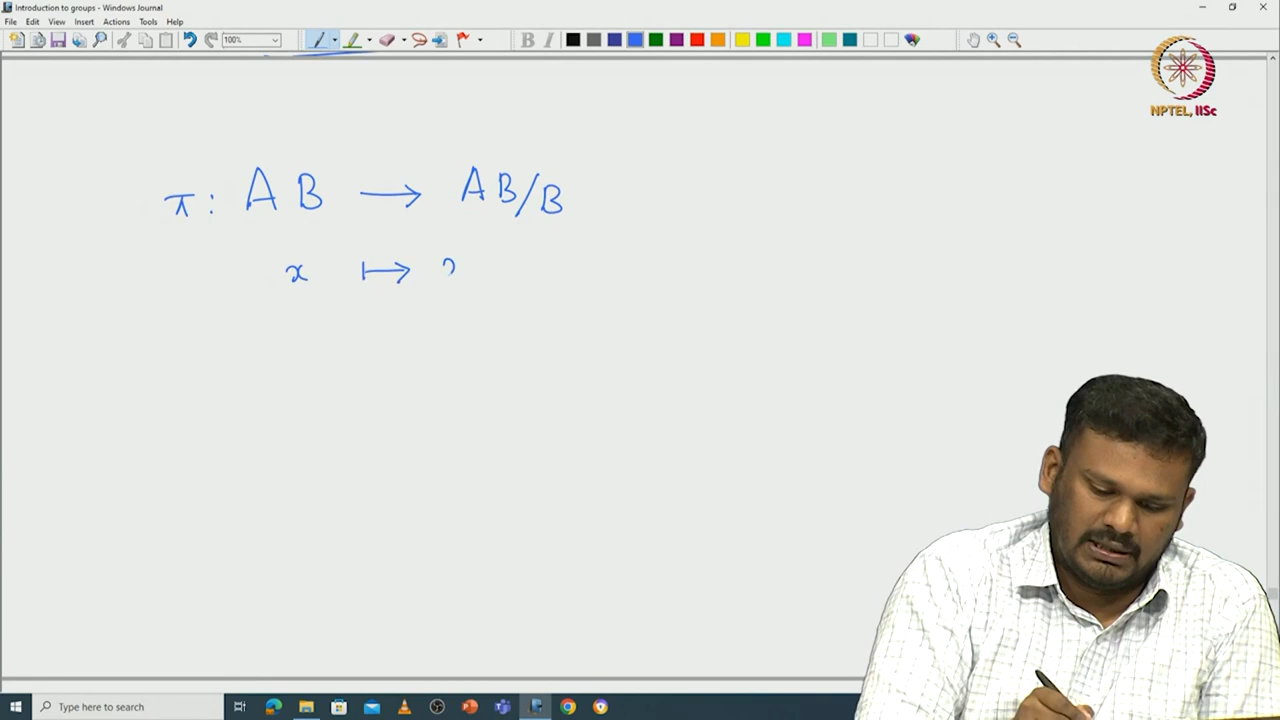 Introduction to groups - Windows Journal
File Edit View Insert Actions Tools Help
100% B I
NPTEL, IISc
π: A B ⟶ AB/B
x ⟼
Type here to search